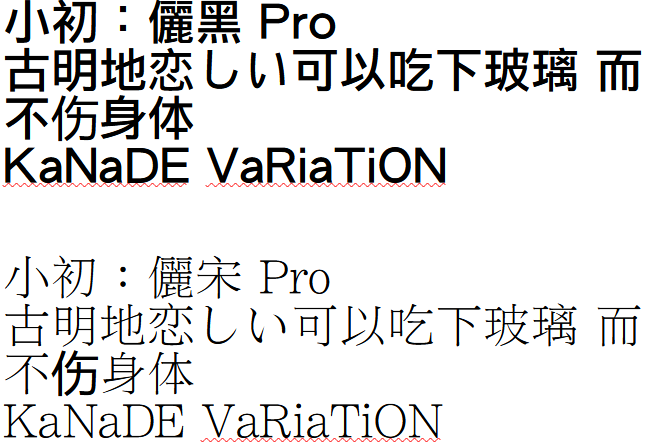 小初：儷黑 Pro
古明地恋しい可以吃下玻璃 而
不伤身体
KaNaDE VaRiaTiON
小初：儷宋 Pro
古明地恋しい可以吃下玻璃 而
不伤身体
KaNaDE VaRiaTiON